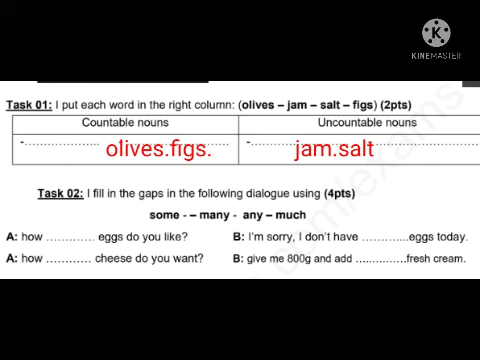 KINEMASTER
Task 01: I put each word in the right column: (olives – jam – salt – figs) (2pts)
Countable nouns Uncountable nouns
-………………… olives.figs. -………… jam.salt
Task 02: I fill in the gaps in the following dialogue using (4pts)
some - – many - any – much
A: how …………. eggs do you like? B: I'm sorry, I don't have …………..eggs today.
A: how ………… cheese do you want? B: give me 800g and add ……………fresh cream.